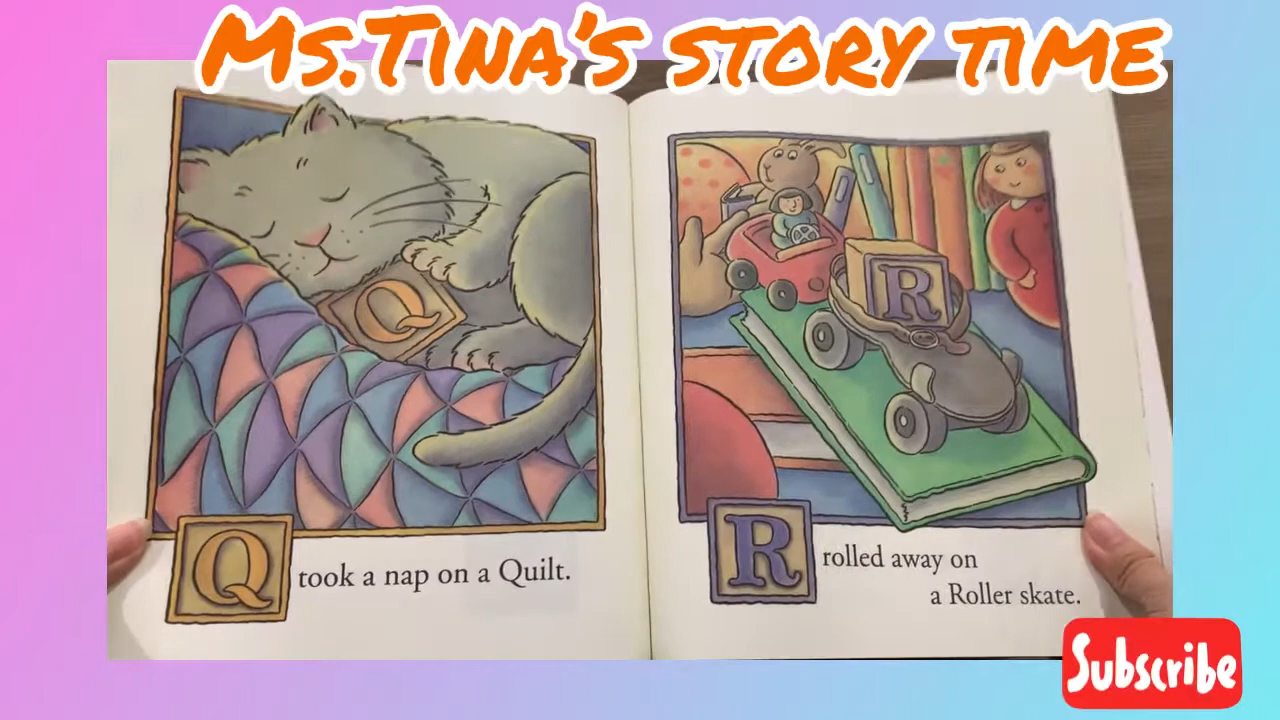 Ms.Tina's story time
Q
R
Q took a nap on a Quilt.
R rolled away on
a Roller skate.
Subscribe